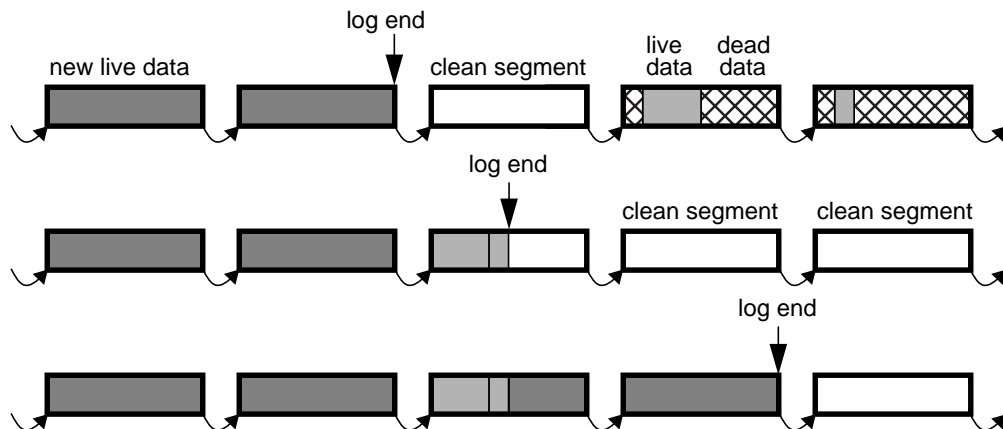 log end
new live data
clean segment
live
data
dead
data
log end
clean segment
clean segment
log end